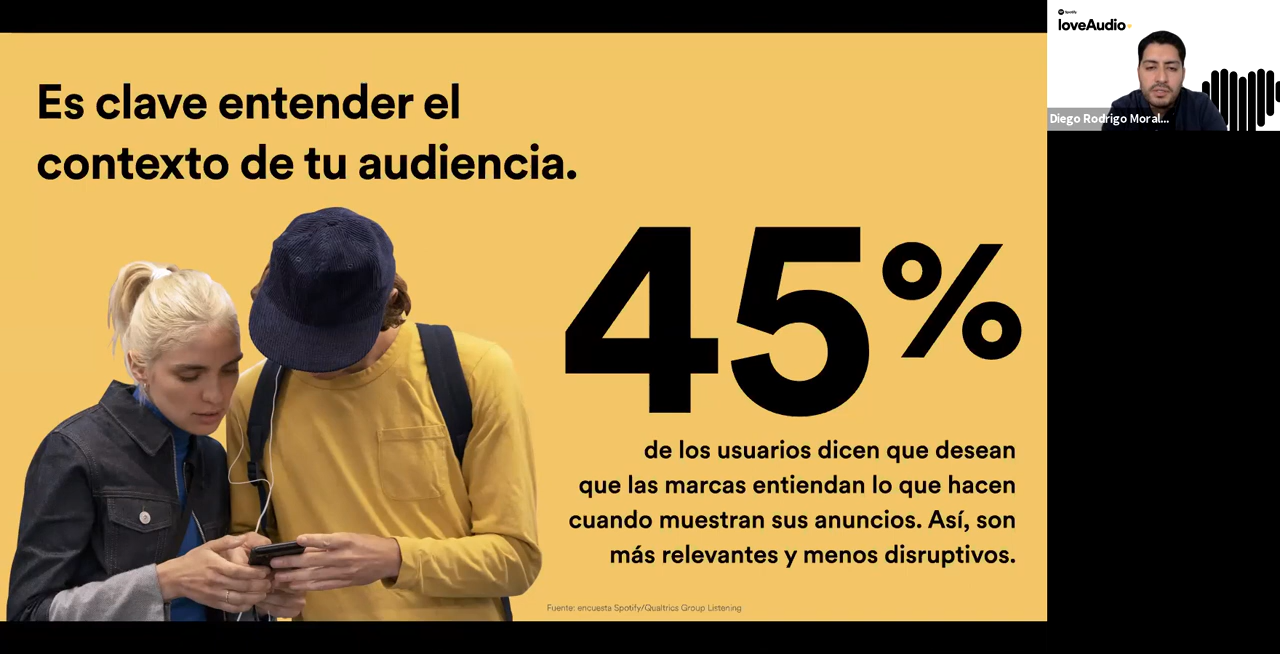 Es clave entender el
contexto de tu audiencia.
45%
de los usuarios dicen que desean
que las marcas entiendan lo que hacen
cuando muestran sus anuncios. Así, son
más relevantes y menos disruptivos.
Fuente: encuesta Spotify/Qualtrics Group Listening
Spotify
loveAudio
Diego Rodrigo Moral...